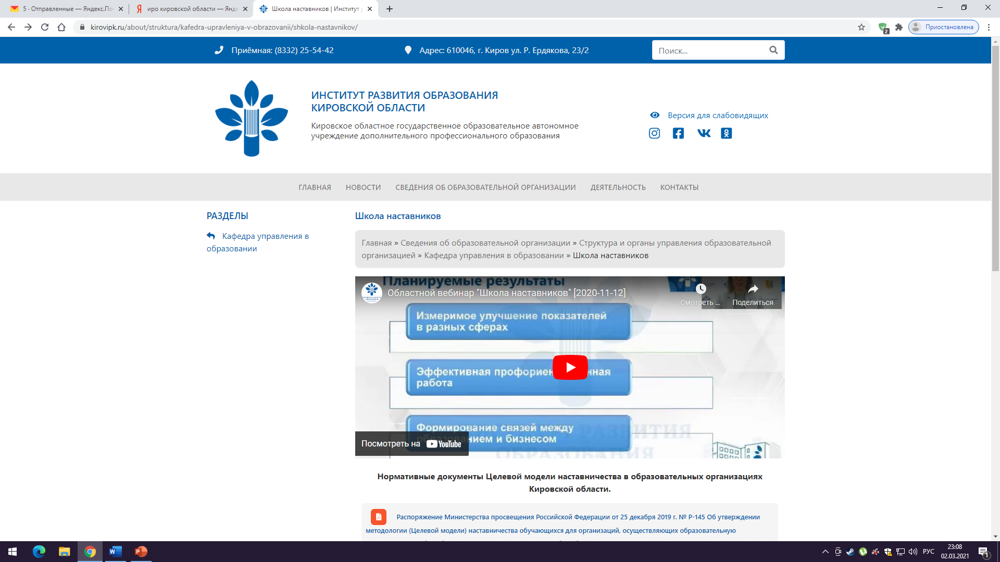 5 · Отправленные — Яндекс.По
иро кировской области — Янде
Школа наставников | Институт р
kirovipk.ru/about/struktura/kafedra-upravleniya-v-obrazovanii/shkola-nastavnikov/
2
Приостановлена
Приёмная: (8332) 25-54-42
Адрес: 610046, г. Киров ул. Р. Ердякова, 23/2
Поиск...
ИНСТИТУТ РАЗВИТИЯ ОБРАЗОВАНИЯ
КИРОВСКОЙ ОБЛАСТИ
Кировское областное государственное образовательное автономное
учреждение дополнительного профессионального образования
Версия для слабовидящих
ГЛАВНАЯ НОВОСТИ СВЕДЕНИЯ ОБ ОБРАЗОВАТЕЛЬНОЙ ОРГАНИЗАЦИИ ДЕЯТЕЛЬНОСТЬ КОНТАКТЫ
РАЗДЕЛЫ
Кафедра управления в
образовании
Школа наставников
Главная » Сведения об образовательной организации » Структура и органы управления образовательной
организацией » Кафедра управления в образовании » Школа наставников
Планируемые результаты
Областной вебинар "Школа наставников" [2020-11-12]
Смотреть ...
Поделиться
Измеримое улучшение показателей
в разных сферах
работа
Формирование связей между
и бизнесом
РАЗВИТИЯ
ОБРАЗОВАНИЯ
Посмотреть на YouTube
Нормативные документы Целевой модели наставничества в образовательных организациях
Кировской области.
Распоряжение Министерства просвещения Российской Федерации от 25 декабря 2019 г. № Р-145 Об утверждении
методологии (Целевой модели) наставничества обучающихся для организаций, осуществляющих образовательную
РУС
23:08
02.03.2021
1